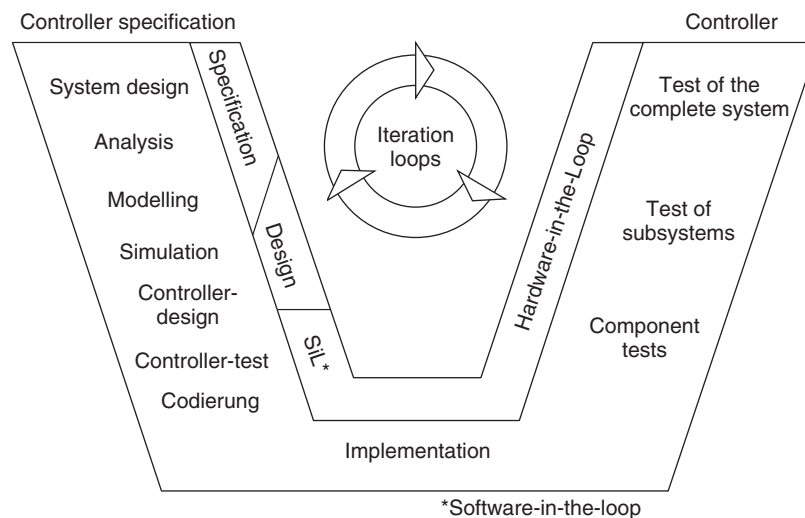 Controller specification
Controller
System design
Analysis
Modelling
Simulation
Controller-
design
Controller-test
Codierung
Specification
Design
SiL*
Iteration
loops
Implementation
Hardware-in-the-Loop
Test of the
complete system
Test of
subsystems
Component
tests
*Software-in-the-loop